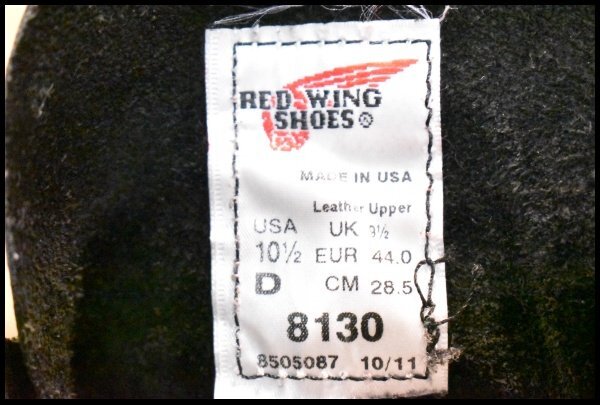 RED WING
SHOES®
MADE IN USA
Leather Upper
USA UK 9½
10½ EUR 44.0
D CM 28.5
8130
8505087 10/11